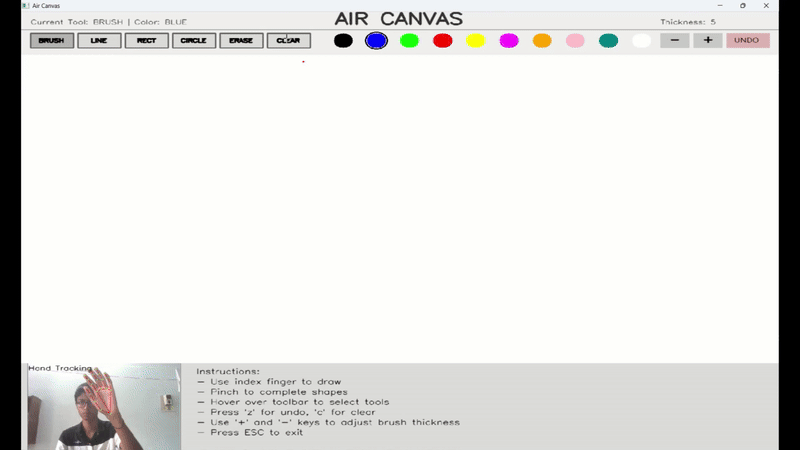 Air Canvas
Current Tool: BRUSH | Color: BLUE
AIR CANVAS
Thickness: 5
BRUSH LINE RECT CIRCLE ERASE CLEAR − + UNDO
Hand Tracking
Instructions:
− Use index finger to draw
− Pinch to complete shapes
− Hover over toolbar to select tools
− Press 'z' for undo, 'c' for clear
− Use '+' and '−' keys to adjust brush thickness
− Press ESC to exit